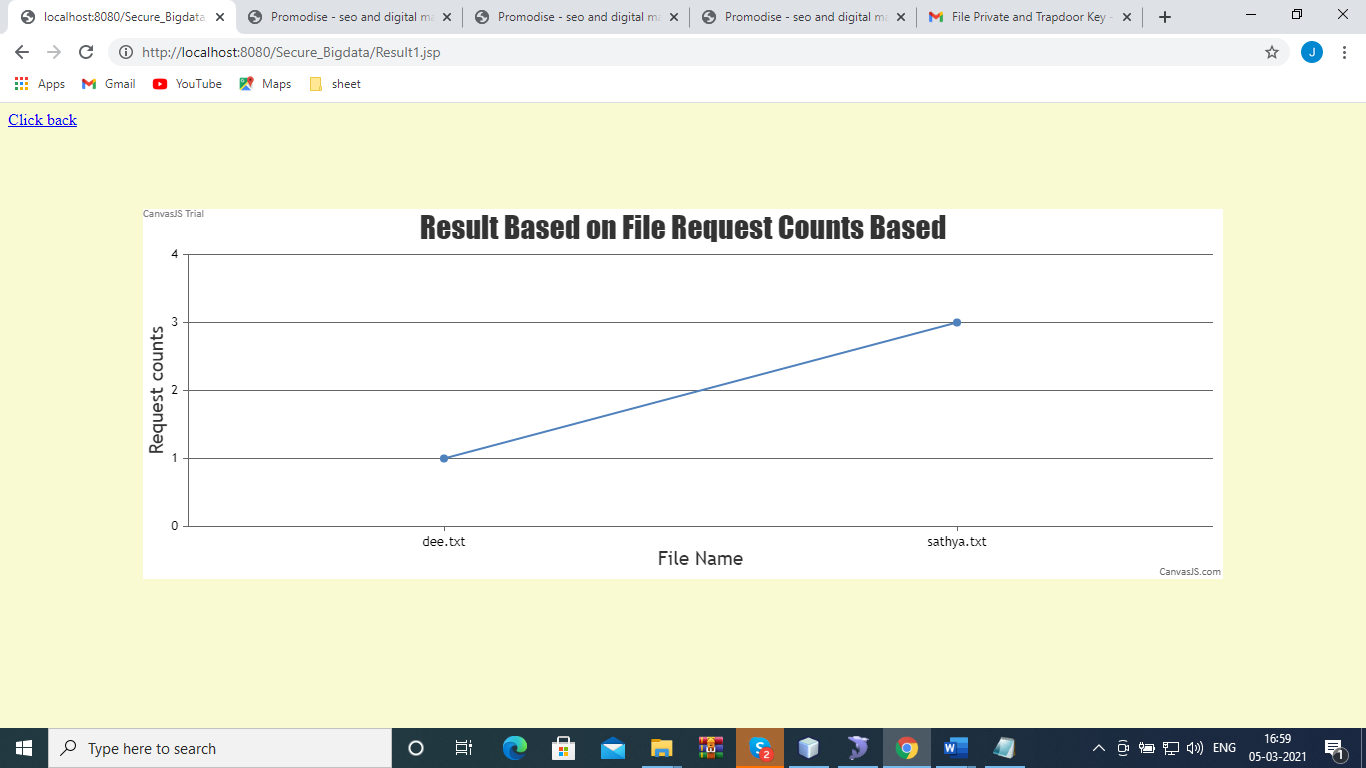 localhost:8080/Secure_Bigdata
Promodise - seo and digital ma
Promodise - seo and digital ma
Promodise - seo and digital ma
File Private and Trapdoor Key -
http://localhost:8080/Secure_Bigdata/Result1.jsp
J
Apps
Gmail
YouTube
Maps
sheet
Click back
CanvasJS Trial
Result Based on File Request Counts Based
4
3
2
1
0
Request counts
dee.txt
sathya.txt
File Name
CanvasJS.com
Type here to search
2
ENG
16:59
05-03-2021
1